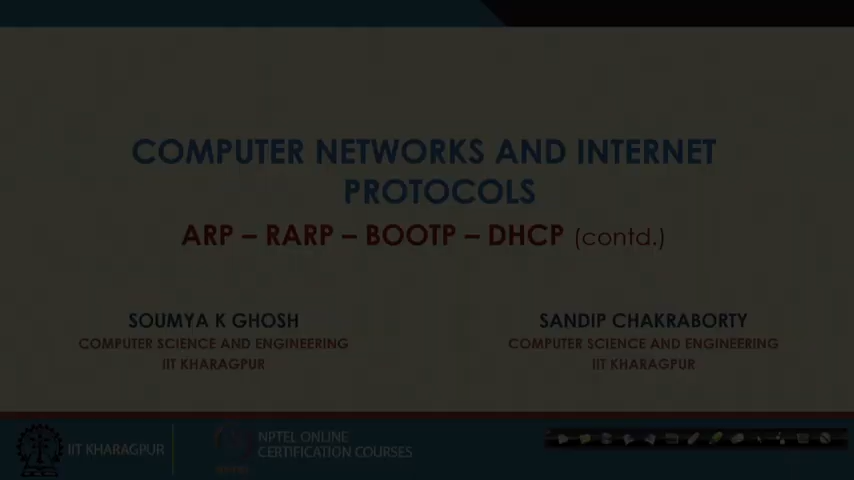 COMPUTER NETWORKS AND INTERNET
PROTOCOLS
ARP – RARP – BOOTP – DHCP (contd.)
SOUMYA K GHOSH
COMPUTER SCIENCE AND ENGINEERING
IIT KHARAGPUR
SANDIP CHAKRABORTY
COMPUTER SCIENCE AND ENGINEERING
IIT KHARAGPUR
IIT KHARAGPUR
NPTEL ONLINE
CERTIFICATION COURSES